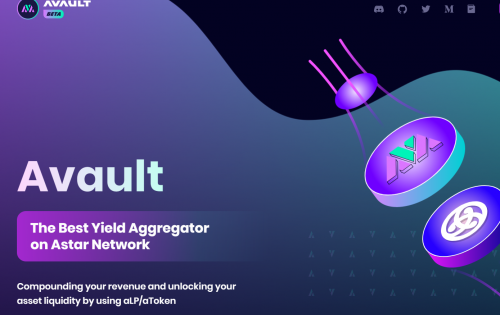 AVAULT
BETA
Avault
The Best Yield Aggregator
on Astar Network
Compounding your revenue and unlocking your
asset liquidity by using aLP/aToken